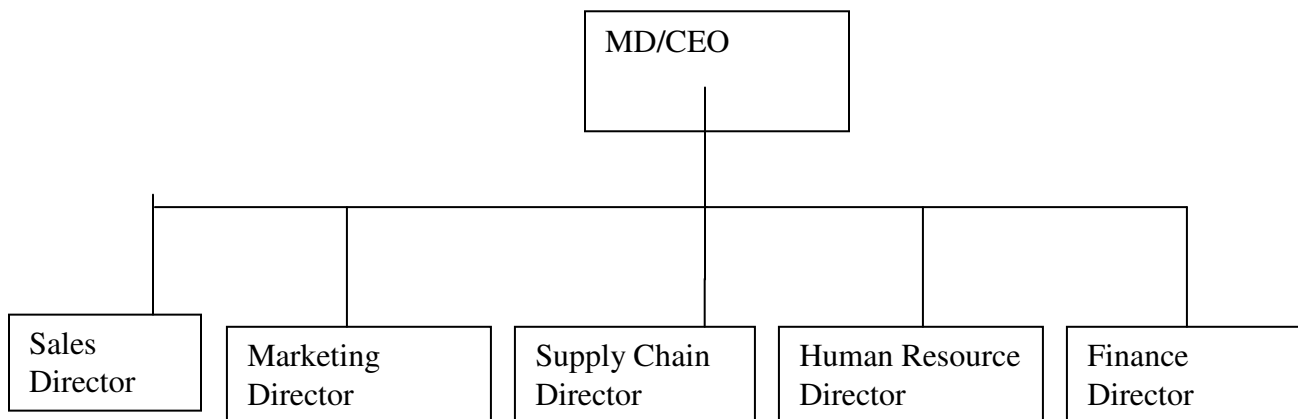 MD/CEO
Sales
Director
Marketing
Director
Supply Chain
Director
Human Resource
Director
Finance
Director